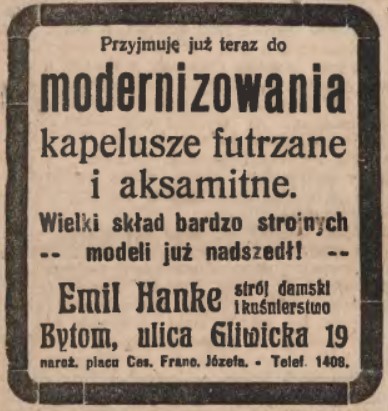 Przyjmuję już teraz do
modernizowania
kapelusze futrzane
i aksamitne.
Wielki skład bardzo strojnych
-- modeli już nadszedł! --
Emil Hanke strój damski
i kuśnierstwo
Bytom, ulica Gliwicka 19
naroż. placu Ces. Franc. Józefa. - Telef. 1408.